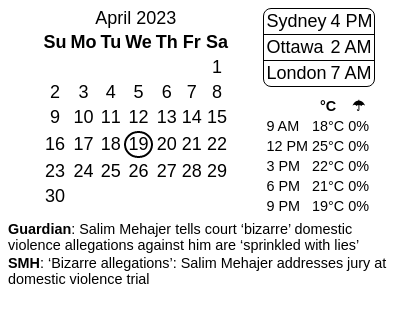 April 2023
Su Mo Tu We Th Fr Sa
1
2 3 4 5 6 7 8
9 10 11 12 13 14 15
16 17 18 19 20 21 22
23 24 25 26 27 28 29
30
Sydney 4 PM
Ottawa 2 AM
London 7 AM
°C ☂
9 AM 18°C 0%
12 PM 25°C 0%
3 PM 22°C 0%
6 PM 21°C 0%
9 PM 19°C 0%
Guardian: Salim Mehajer tells court ‘bizarre’ domestic
violence allegations against him are ‘sprinkled with lies’
SMH: ‘Bizarre allegations’: Salim Mehajer addresses jury at
domestic violence trial